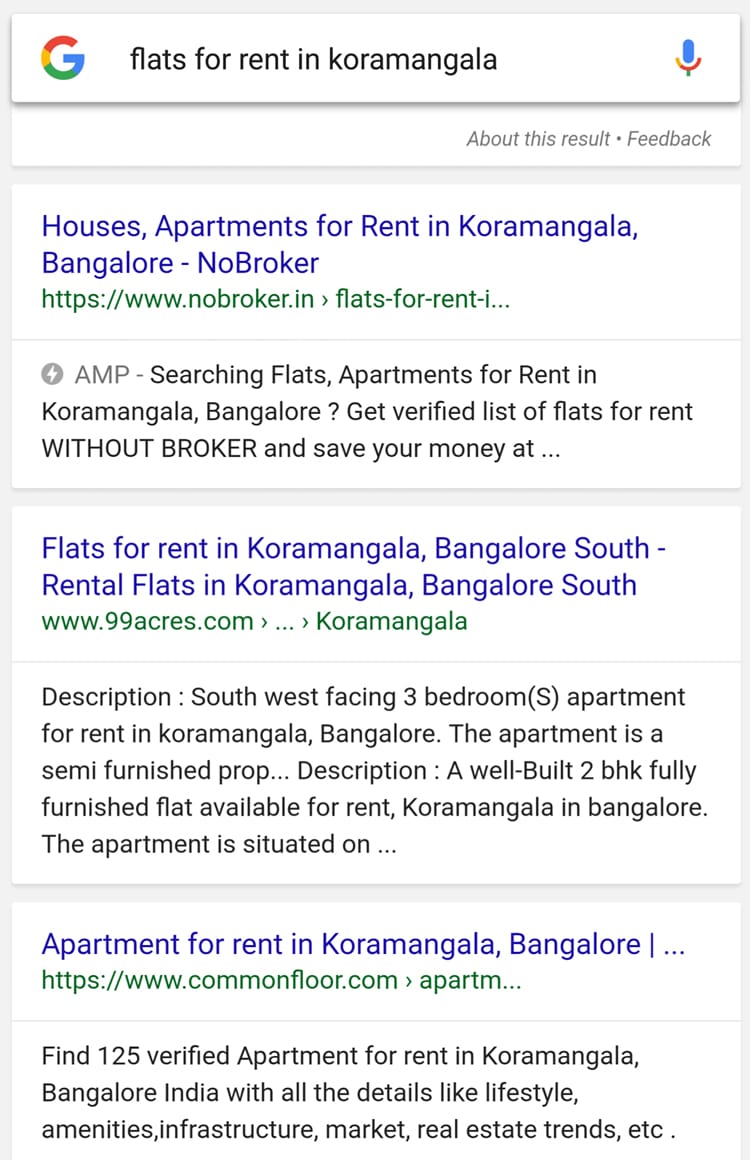 flats for rent in koramangala
About this result • Feedback
Houses, Apartments for Rent in Koramangala,
Bangalore - NoBroker
https://www.nobroker.in › flats-for-rent-i...
AMP - Searching Flats, Apartments for Rent in
Koramangala, Bangalore ? Get verified list of flats for rent
WITHOUT BROKER and save your money at ...
Flats for rent in Koramangala, Bangalore South -
Rental Flats in Koramangala, Bangalore South
www.99acres.com › ... › Koramangala
Description : South west facing 3 bedroom(S) apartment
for rent in koramangala, Bangalore. The apartment is a
semi furnished prop... Description : A well-Built 2 bhk fully
furnished flat available for rent, Koramangala in bangalore.
The apartment is situated on ...
Apartment for rent in Koramangala, Bangalore | ...
https://www.commonfloor.com › apartm...
Find 125 verified Apartment for rent in Koramangala,
Bangalore India with all the details like lifestyle,
amenities,infrastructure, market, real estate trends, etc .